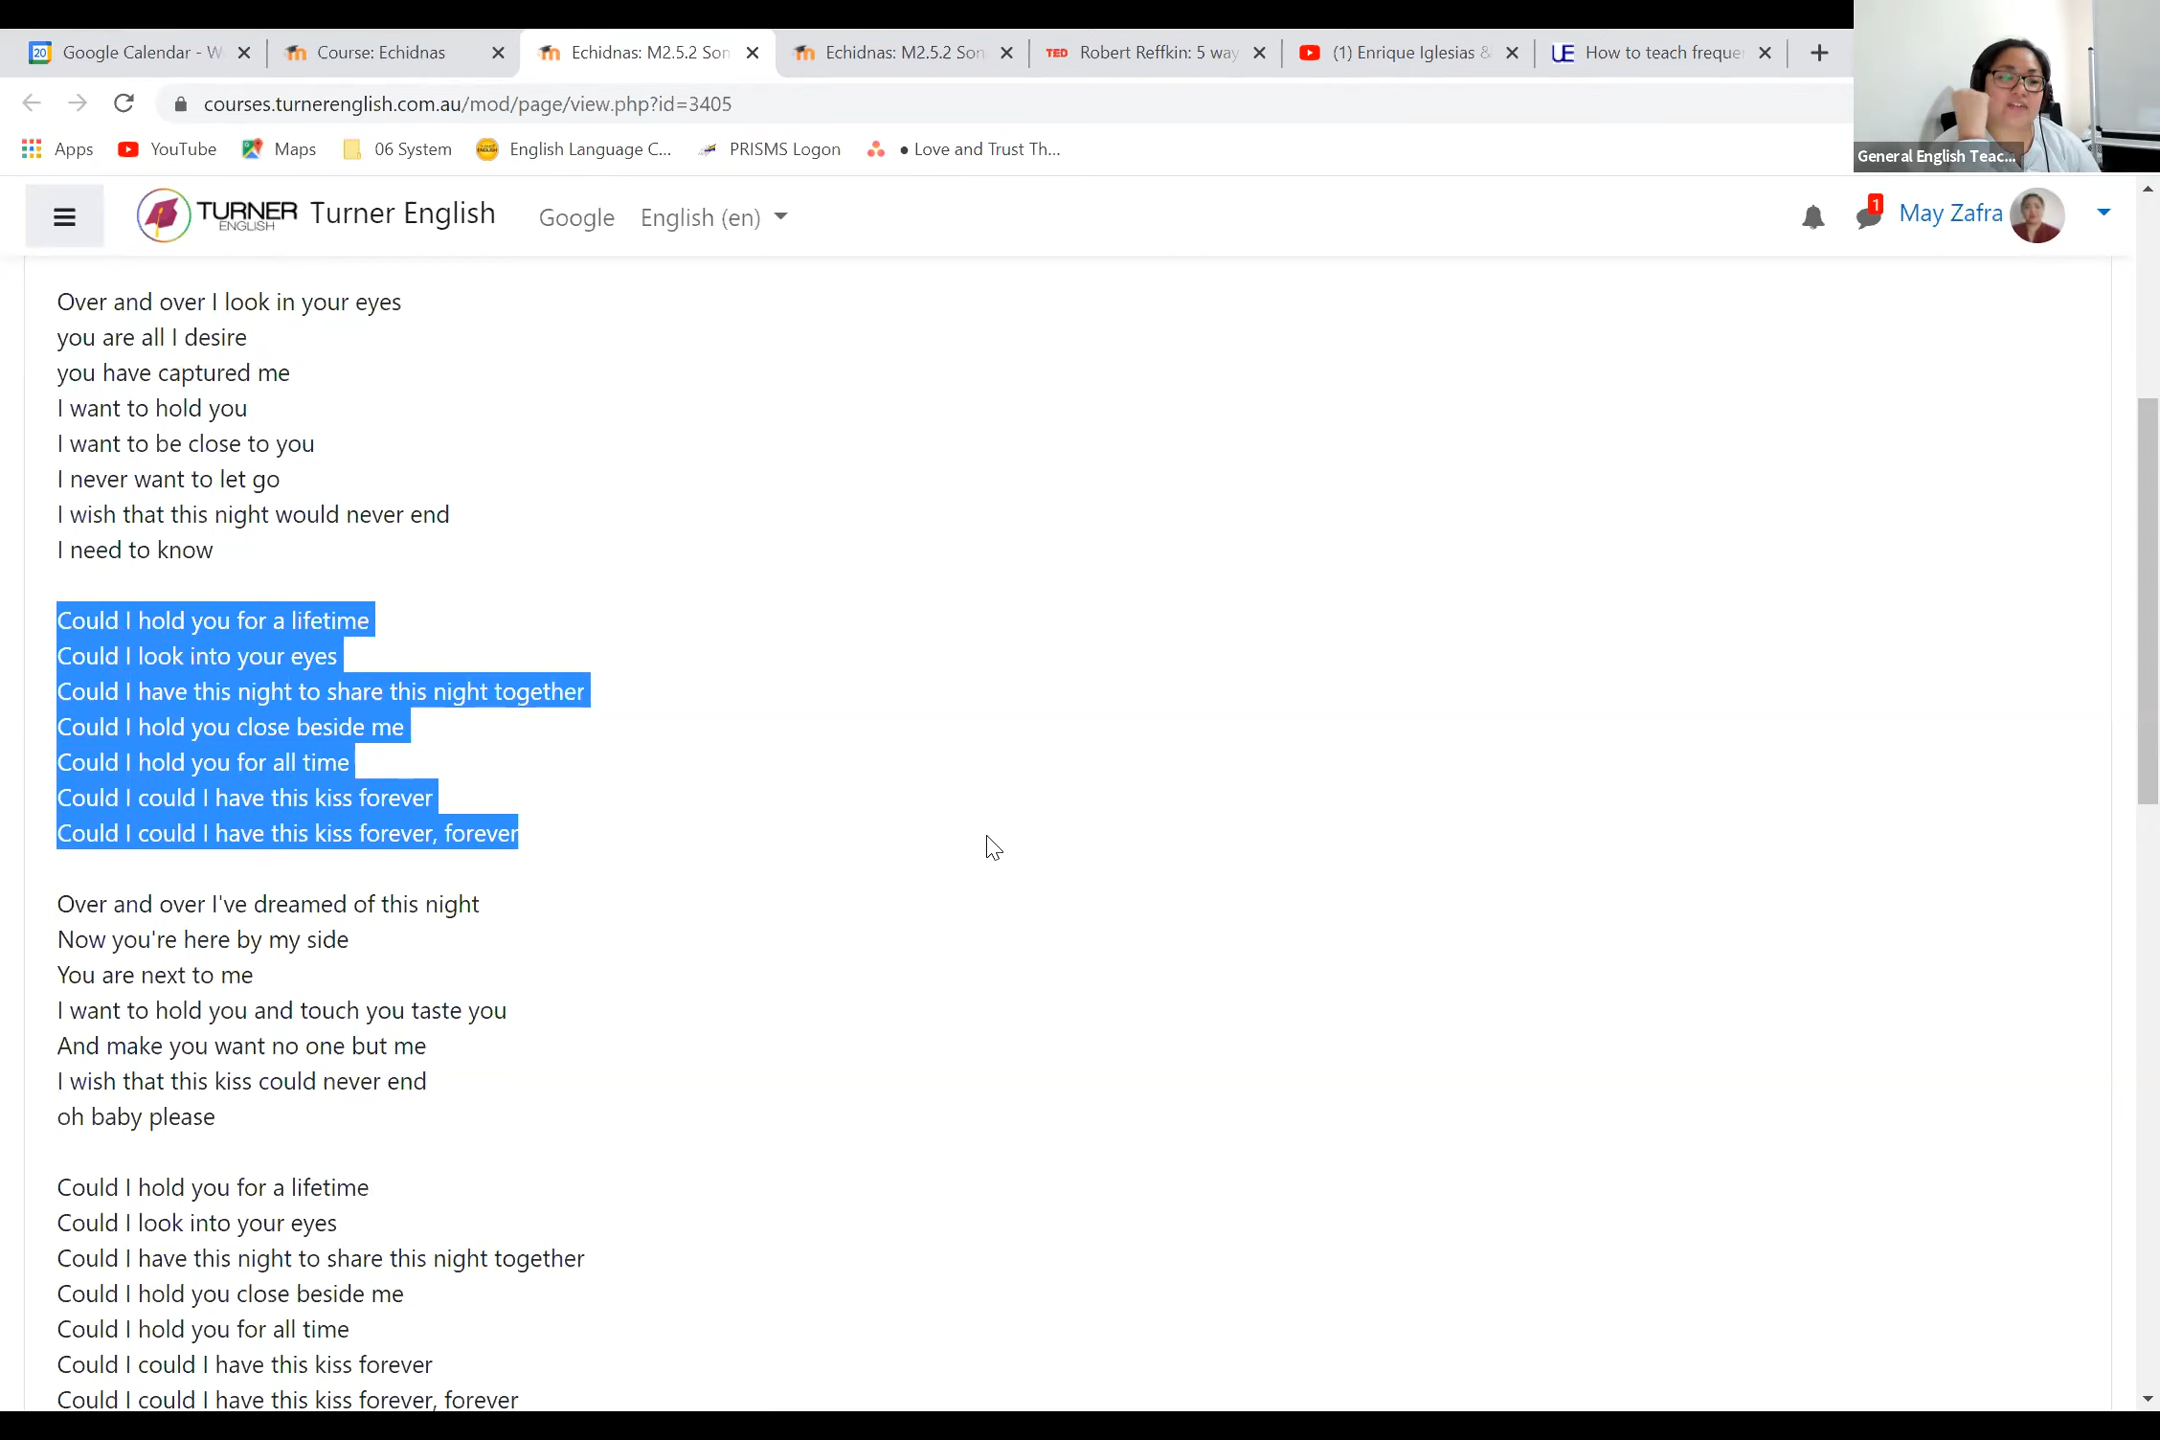 20 Google Calendar - W
Course: Echidnas
Echidnas: M2.5.2 Son
Echidnas: M2.5.2 Son
TED Robert Reffkin: 5 way
(1) Enrique Iglesias &
UE How to teach freque
courses.turnerenglish.com.au/mod/page/view.php?id=3405
Apps
YouTube
Maps
06 System
English Language C...
PRISMS Logon
Love and Trust Th...
General English Teac...
TURNER
ENGLISH
Turner English
Google
English (en)
1
May Zafra
Over and over I look in your eyes
you are all I desire
you have captured me
I want to hold you
I want to be close to you
I never want to let go
I wish that this night would never end
I need to know
Could I hold you for a lifetime
Could I look into your eyes
Could I have this night to share this night together
Could I hold you close beside me
Could I hold you for all time
Could I could I have this kiss forever
Could I could I have this kiss forever, forever
Over and over I've dreamed of this night
Now you're here by my side
You are next to me
I want to hold you and touch you taste you
And make you want no one but me
I wish that this kiss could never end
oh baby please
Could I hold you for a lifetime
Could I look into your eyes
Could I have this night to share this night together
Could I hold you close beside me
Could I hold you for all time
Could I could I have this kiss forever
Could I could I have this kiss forever, forever